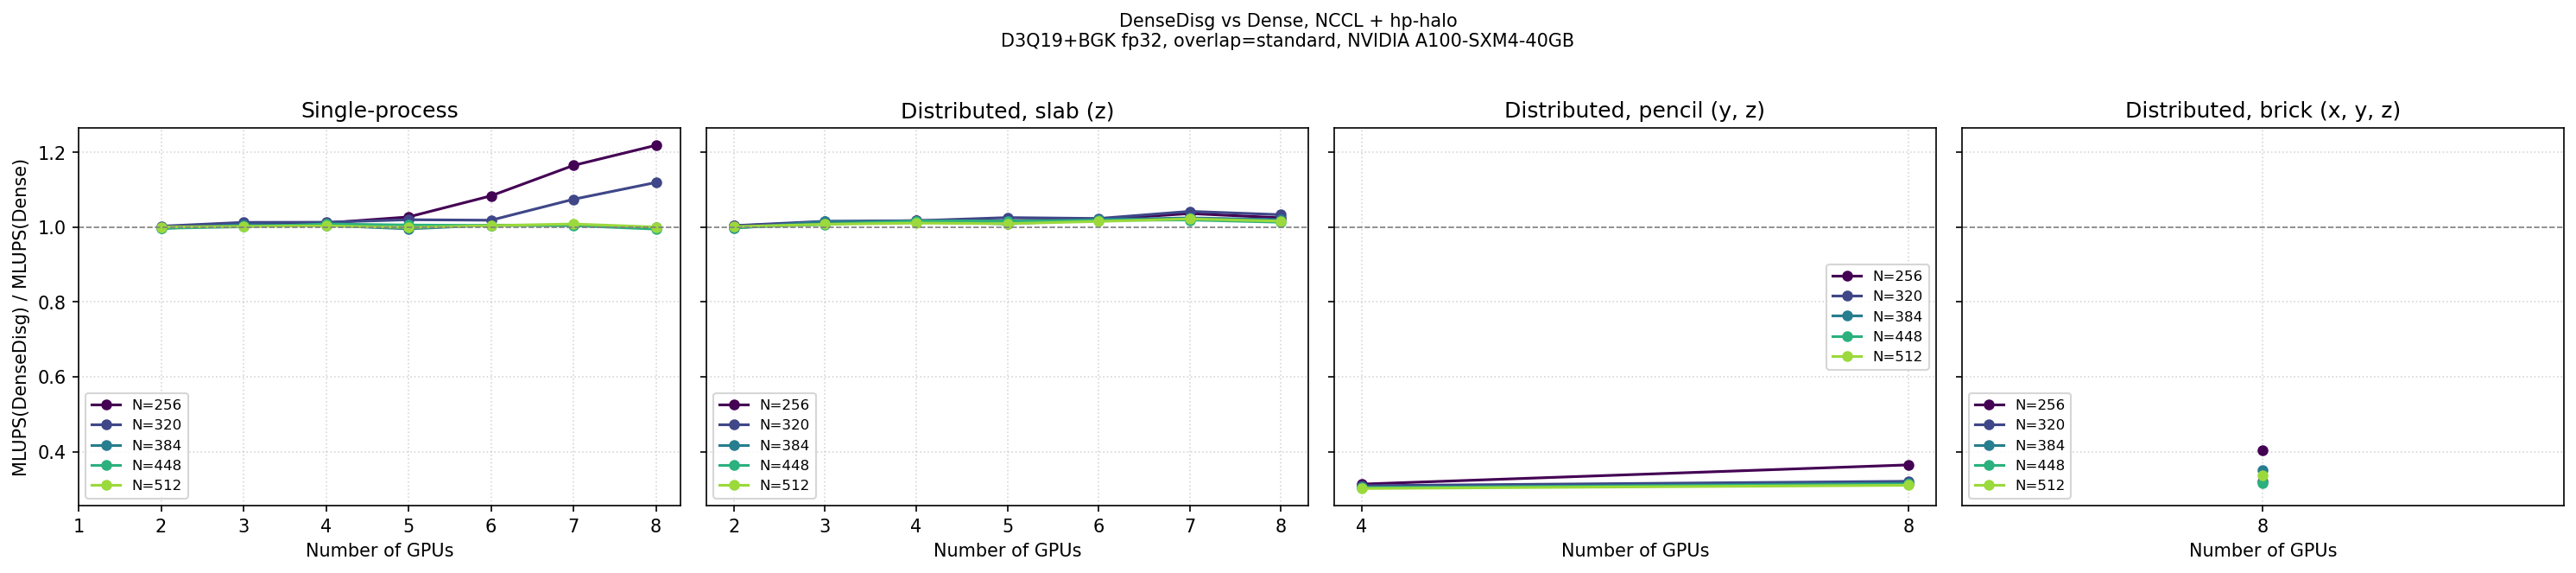 DenseDisg vs Dense, NCCL + hp-halo
D3Q19+BGK fp32, overlap=standard, NVIDIA A100-SXM4-40GB
Single-process
MLUPS(DenseDisg) / MLUPS(Dense)
1.2
1.0
0.8
0.6
0.4
N=256
N=320
N=384
N=448
N=512
1 2 3 4 5 6 7 8
Number of GPUs
Distributed, slab (z)
N=256
N=320
N=384
N=448
N=512
2 3 4 5 6 7 8
Number of GPUs
Distributed, pencil (y, z)
N=256
N=320
N=384
N=448
N=512
4 8
Number of GPUs
Distributed, brick (x, y, z)
N=256
N=320
N=384
N=448
N=512
8
Number of GPUs